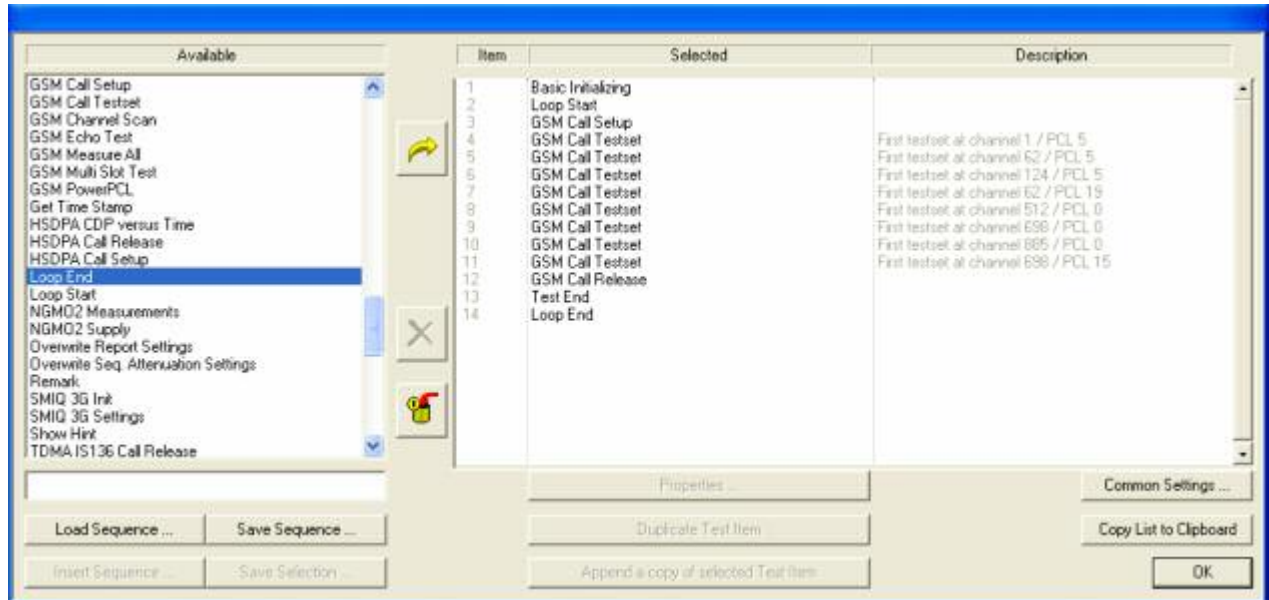 Available
GSM Call Setup
GSM Call Testset
GSM Channel Scan
GSM Echo Test
GSM Measure All
GSM Multi Slot Test
GSM PowerPCL
Get Time Stamp
HSDPA CDP versus Time
HSDPA Call Release
HSDPA Call Setup
Loop End
Loop Start
NGMO2 Measurements
NGMO2 Supply
Overwrite Report Settings
Overwrite Seq. Attenuation Settings
Remark
SMIQ 3G Init
SMIQ 3G Settings
Show Hint
TDMA IS136 Call Release
Load Sequence ... Save Sequence ...
Insert Sequence ... Save Selection ...
Item Selected Description
1 Basic Initializing
2 Loop Start
3 GSM Call Setup
4 GSM Call Testset First testset at channel 1 / PCL 5
5 GSM Call Testset First testset at channel 62 / PCL 5
6 GSM Call Testset First testset at channel 124 / PCL 5
7 GSM Call Testset First testset at channel 62 / PCL 19
8 GSM Call Testset First testset at channel 512 / PCL 0
9 GSM Call Testset First testset at channel 698 / PCL 0
10 GSM Call Testset First testset at channel 885 / PCL 0
11 GSM Call Testset First testset at channel 698 / PCL 15
12 GSM Call Release
13 Test End
14 Loop End
Properties ... Common Settings ...
Duplicate Test Item Copy List to Clipboard
Append a copy of selected Test Item OK